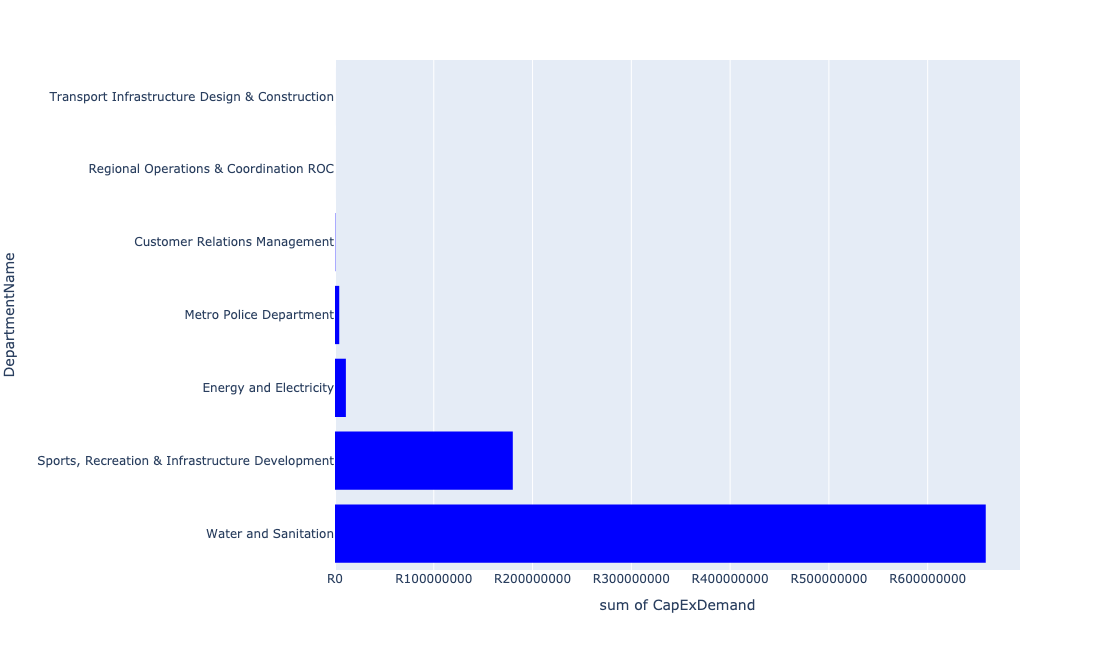 Transport Infrastructure Design & Construction
Regional Operations & Coordination ROC
Customer Relations Management
Metro Police Department
Energy and Electricity
Sports, Recreation & Infrastructure Development
Water and Sanitation
DepartmentName
R0 R100000000 R200000000 R300000000 R400000000 R500000000 R600000000
sum of CapExDemand